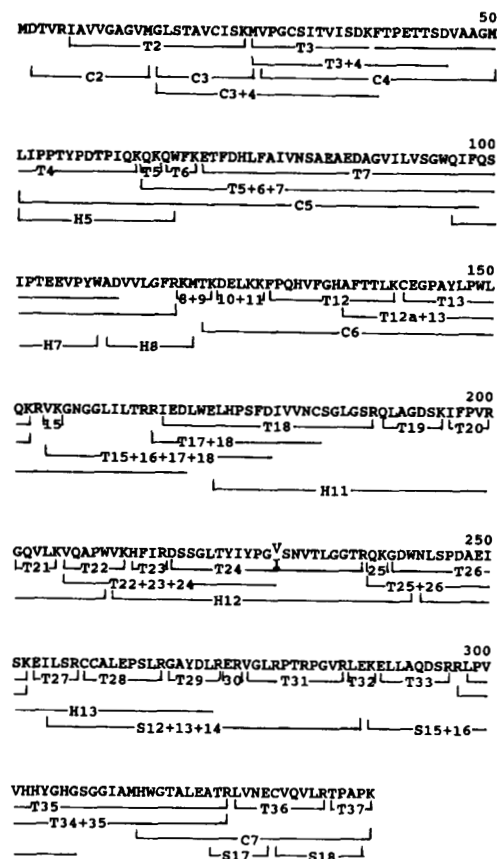 50
MDTVRIAVVGAGVMGLSTAVCISKMVPGCSITVISDKFTPETTSDVAAGM
T2 T3
T3+4
C2 C3 C4
C3+4
100
LIPPTYPDTPIQKQKQWFKETFDHLFAIVNSAEAEDAGVILVSGWQIFQS
T4 T5 T6 T7
T5+6+7
C5
H5
150
IPTEEVPYWADVVLGFRKMTKDELKKFPQHVFGHAFTTLKCEGPAYLPWL
8+9 10+11 T12 T13
T12a+13
C6
H7 H8
200
QKRVKGNGGLILTRRIEDLWELHPSFDIVVNCSGLGSRQLAGDSKIFPVR
15 T18 T19 T20
T17+18
T15+16+17+18
H11
V 250
GQVLKVQAPWVKHFIRDSSGLTYIYPG SNVTLGGTRQKGDWNLSPDAEI
I
T21 T22 T23 T24 25 T26
T22+23+24 T25+26
H12
300
SKEILSRCCALEPSLRGAYDLRERVGLRPTRPGVRLEKELLAQDSRRLPV
T27 T28 T29 30 T31 T32 T33
H13
S12+13+14 S15+16
VHHYGHGSGGIAMHWGTALEATRLVNECVQVLRTPAPK
T35 T36 T37
T34+35
C7
S17 S18